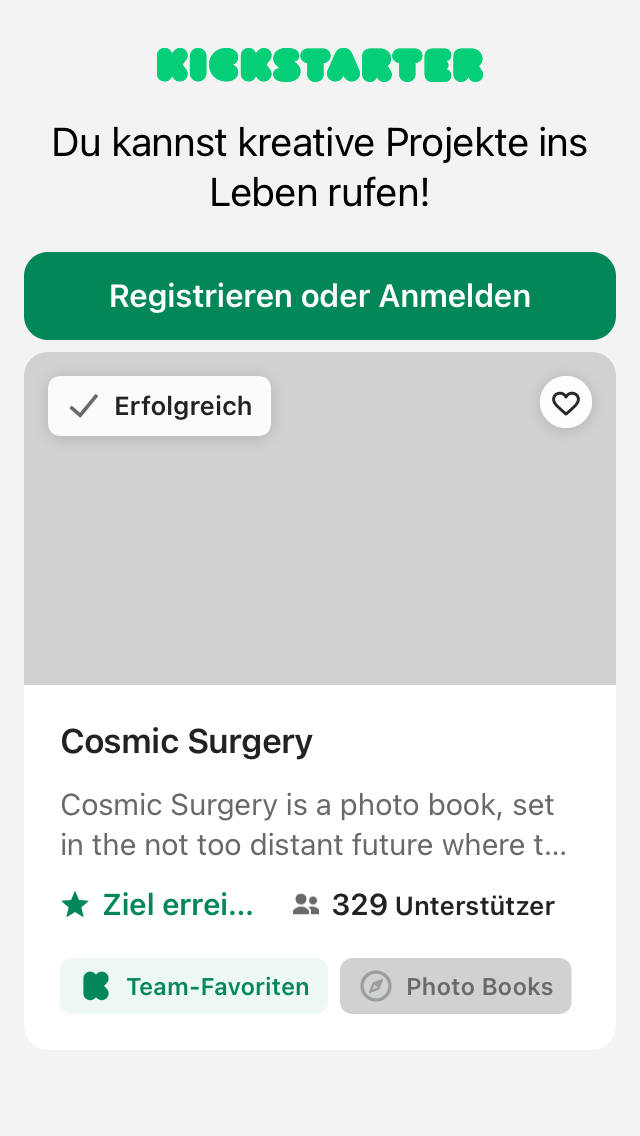 KICKSTARTER
Du kannst kreative Projekte ins
Leben rufen!
Registrieren oder Anmelden
Erfolgreich
Cosmic Surgery
Cosmic Surgery is a photo book, set
in the not too distant future where t...
Ziel errei... 329 Unterstützer
Team-Favoriten Photo Books